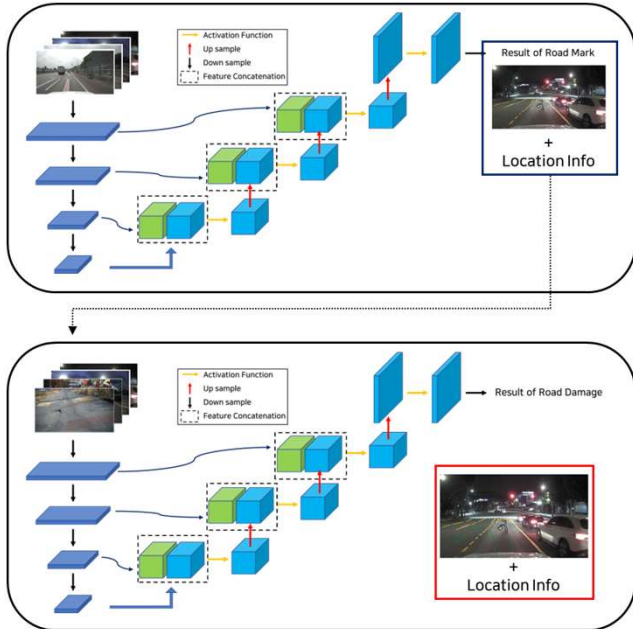 Activation Function
Up sample
Down sample
Feature Concatenation
Result of Road Mark
+
Location Info
Activation Function
Up sample
Down sample
Feature Concatenation
Result of Road Damage
+
Location Info